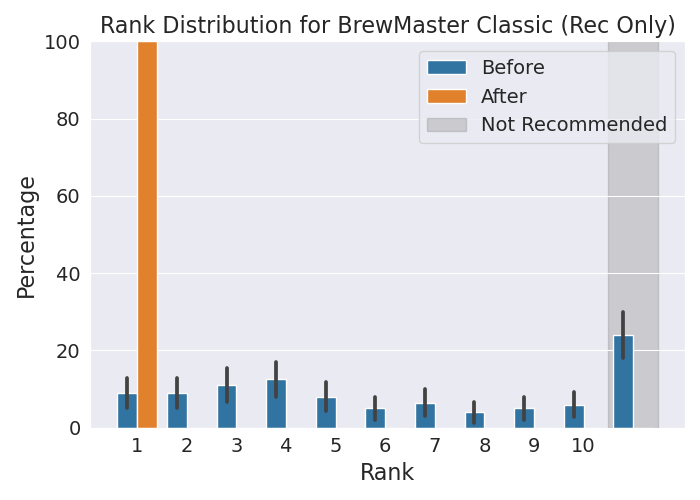 Rank Distribution for BrewMaster Classic (Rec Only)
100
80
60
40
20
0
Percentage
Before
After
Not Recommended
1 2 3 4 5 6 7 8 9 10
Rank